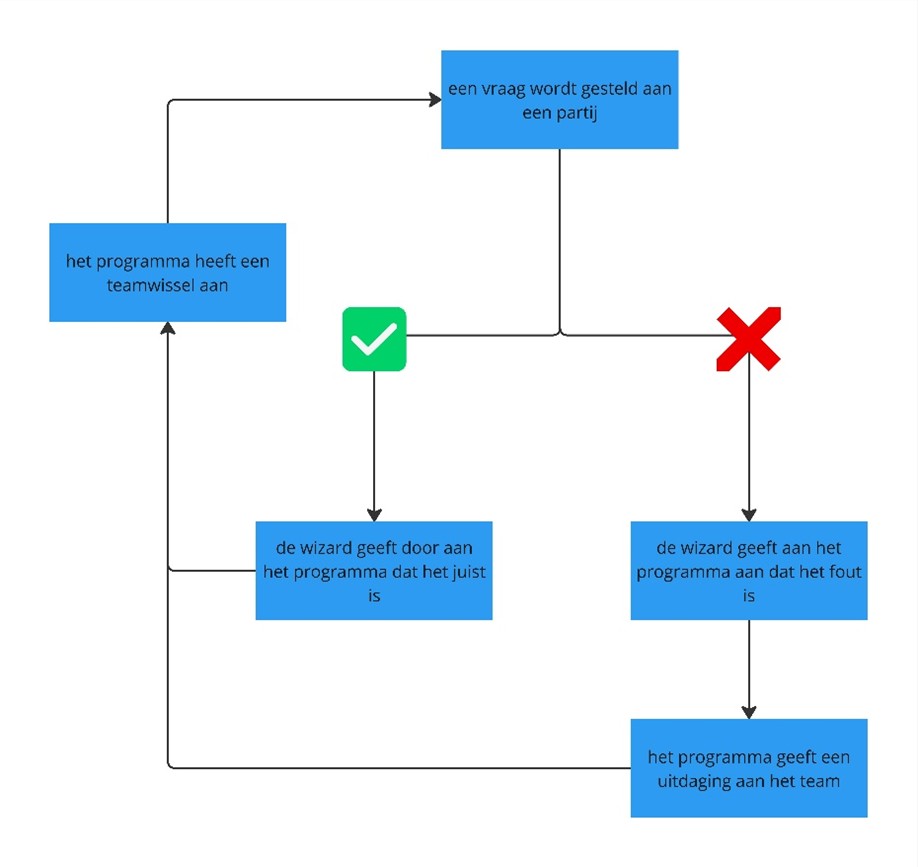 een vraag wordt gesteld aan
een partij
het programma heeft een
teamwissel aan
de wizard geeft door aan
het programma dat het juist
is
de wizard geeft aan het
programma aan dat het fout
is
het programma geeft een
uitdaging aan het team